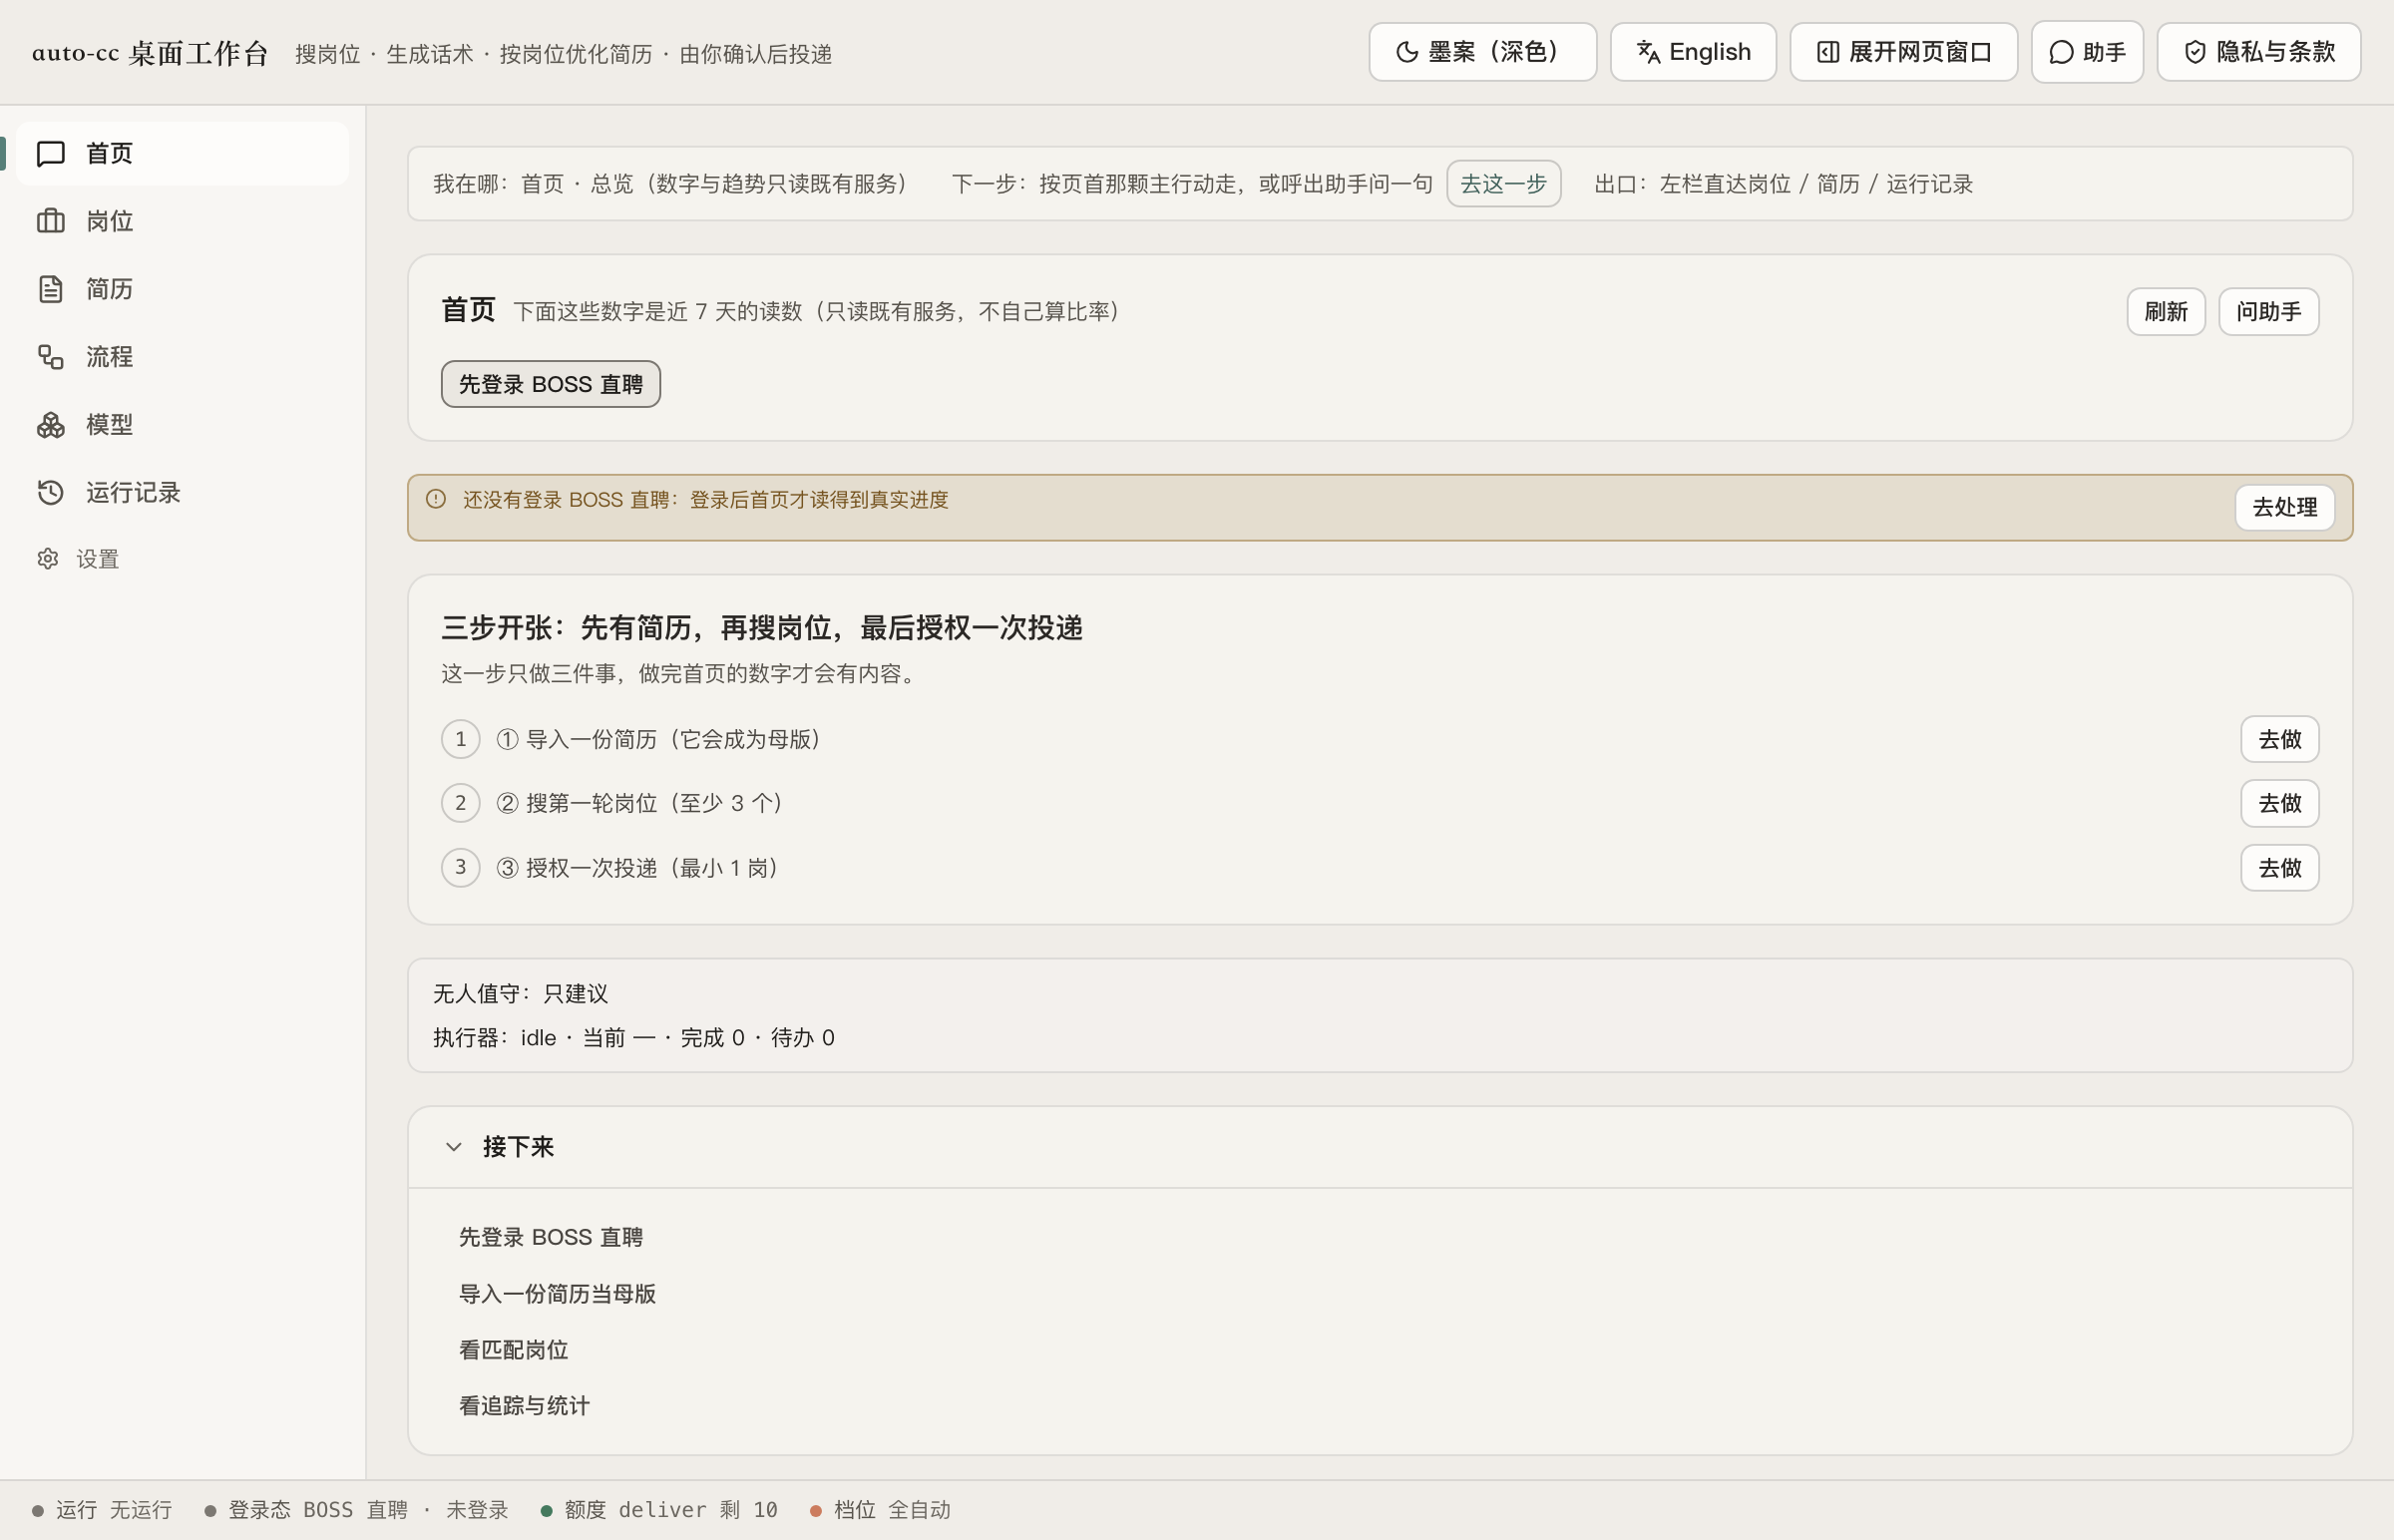 auto-cc 桌面工作台 搜岗位 · 生成话术 · 按岗位优化简历 · 由你确认后投递 墨案（深色） English 展开网页窗口 助手 隐私与条款
首页
岗位
简历
流程
模型
运行记录
设置
我在哪：首页 · 总览（数字与趋势只读既有服务） 下一步：按页首那颗主行动走，或呼出助手问一句 去这一步 出口：左栏直达岗位 / 简历 / 运行记录
首页 下面这些数字是近 7 天的读数（只读既有服务，不自己算比率） 刷新 问助手
先登录 BOSS 直聘
还没有登录 BOSS 直聘：登录后首页才读得到真实进度 去处理
三步开张：先有简历，再搜岗位，最后授权一次投递
这一步只做三件事，做完首页的数字才会有内容。
1 ① 导入一份简历（它会成为母版） 去做
2 ② 搜第一轮岗位（至少 3 个） 去做
3 ③ 授权一次投递（最小 1 岗） 去做
无人值守：只建议
执行器：idle · 当前 — · 完成 0 · 待办 0
接下来
先登录 BOSS 直聘
导入一份简历当母版
看匹配岗位
看追踪与统计
运行 无运行 登录态 BOSS 直聘 · 未登录 额度 deliver 剩 10 档位 全自动